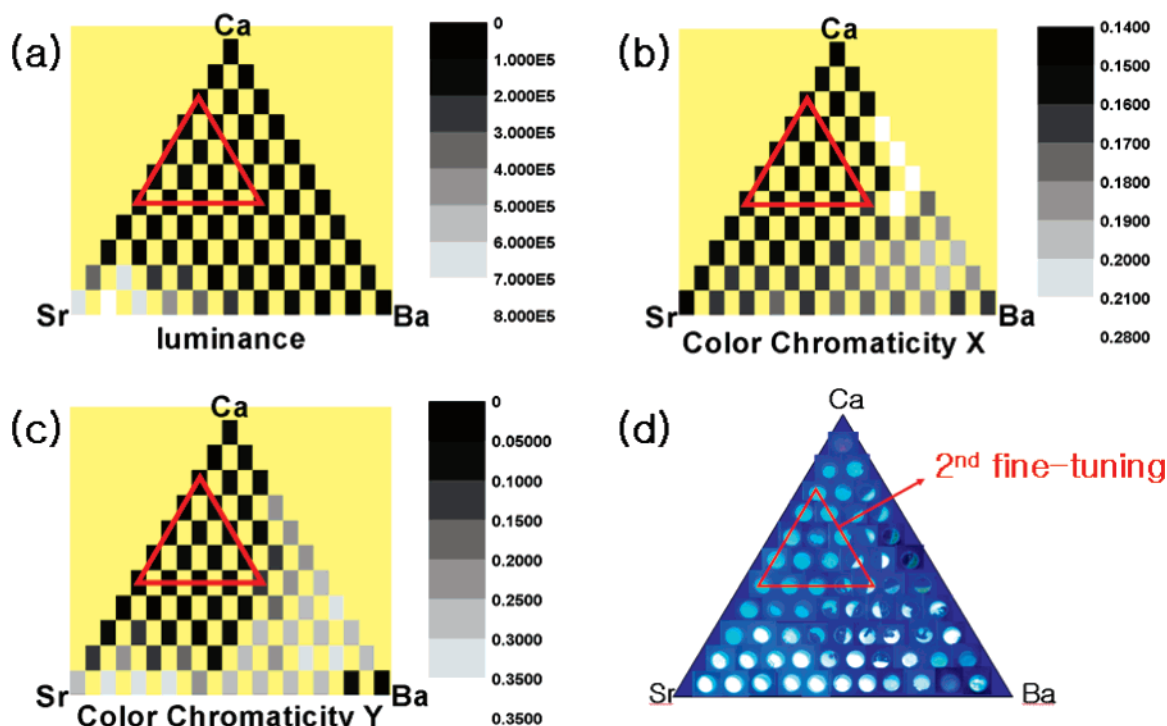 (a)
Ca
Sr
Ba
luminance
0
1.000E5
2.000E5
3.000E5
4.000E5
5.000E5
6.000E5
7.000E5
8.000E5
(b)
Ca
Sr
Ba
Color Chromaticity X
0.1400
0.1500
0.1600
0.1700
0.1800
0.1900
0.2000
0.2100
0.2800
(c)
Ca
Sr
Ba
Color Chromaticity Y
0
0.05000
0.1000
0.1500
0.2000
0.2500
0.3000
0.3500
0.3500
(d)
Ca
2nd fine-tuning
Sr
Ba